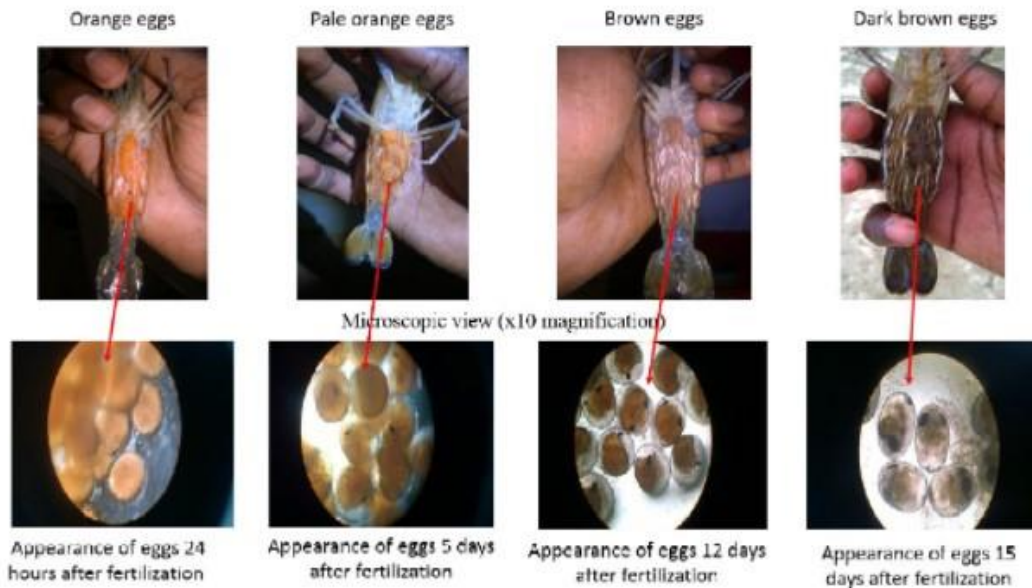 Orange eggs
Pale orange eggs
Brown eggs
Dark brown eggs
Microscopic view (x10 magnification)
Appearance of eggs 24
hours after fertilization
Appearance of eggs 5 days
after fertilization
Appearance of eggs 12 days
after fertilization
Appearance of eggs 15
days after fertilization